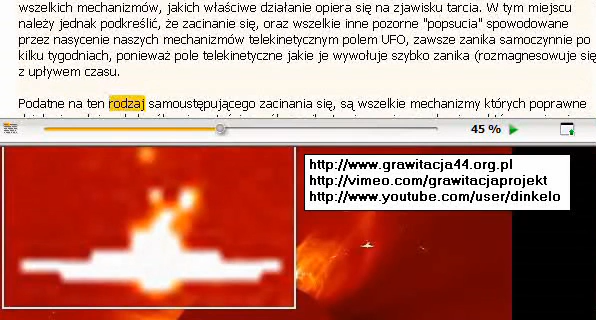 wszelkich mechanizmów, jakich właściwe działanie opiera się na zjawisku tarcia. W tym miejscu
należy jednak podkreślić, że zacinanie się, oraz wszelkie inne pozorne "popsucia" spowodowane
przez nasycenie naszych mechanizmów telekinetycznym polem UFO, zawsze zanika samoczynnie po
kilku tygodniach, ponieważ pole telekinetyczne jakie je wywołuje szybko zanika (rozmagnesowuje się)
z upływem czasu.
Podatne na ten rodzaj samoustępującego zacinania się, są wszelkie mechanizmy których poprawne
45 %
http://www.grawitacja44.org.pl
http://vimeo.com/grawitacjaprojekt
http://www.youtube.com/user/dinkelo